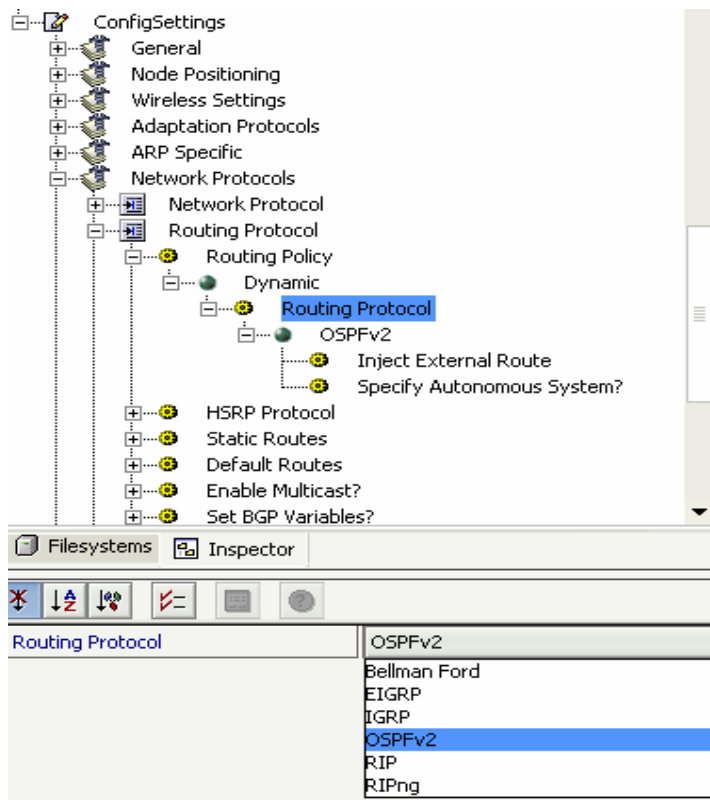 ConfigSettings
General
Node Positioning
Wireless Settings
Adaptation Protocols
ARP Specific
Network Protocols
Network Protocol
Routing Protocol
Routing Policy
Dynamic
Routing Protocol
OSPFv2
Inject External Route
Specify Autonomous System?
HSRP Protocol
Static Routes
Default Routes
Enable Multicast?
Set BGP Variables?
Filesystems Inspector
Routing Protocol OSPFv2
Bellman Ford
EIGRP
IGRP
OSPFv2
RIP
RIPng